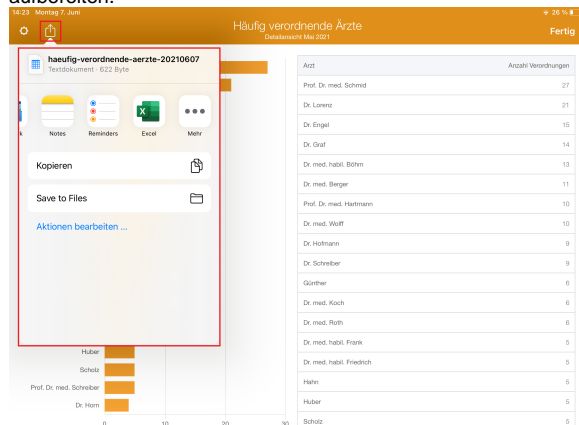 aufbereiten.
14:23 Montag 7. Juni
26 %
Häufig verordnende Ärzte
Detailansicht Mai 2021
Fertig
haeufig-verordnende-aerzte-20210607
Textdokument · 622 Byte
k
Notes
Reminders
Excel
Mehr
Kopieren
Save to Files
Aktionen bearbeiten ...
Huber
Scholz
Prof. Dr. med. Schreiber
Dr. Horn
0 10 20 30
Arzt Anzahl Verordnungen
Prof. Dr. med. Schmid 27
Dr. Lorenz 21
Dr. Engel 15
Dr. Graf 14
Dr. med. habil. Böhm 13
Dr. med. Berger 11
Prof. Dr. med. Hartmann 10
Dr. med. Wolff 10
Dr. Hofmann 9
Dr. Schreiber 9
Günther 6
Dr. med. Koch 6
Dr. med. Roth 6
Dr. med. habil. Frank 5
Dr. med. habil. Friedrich 5
Hahn 5
Huber 5
Scholz 5